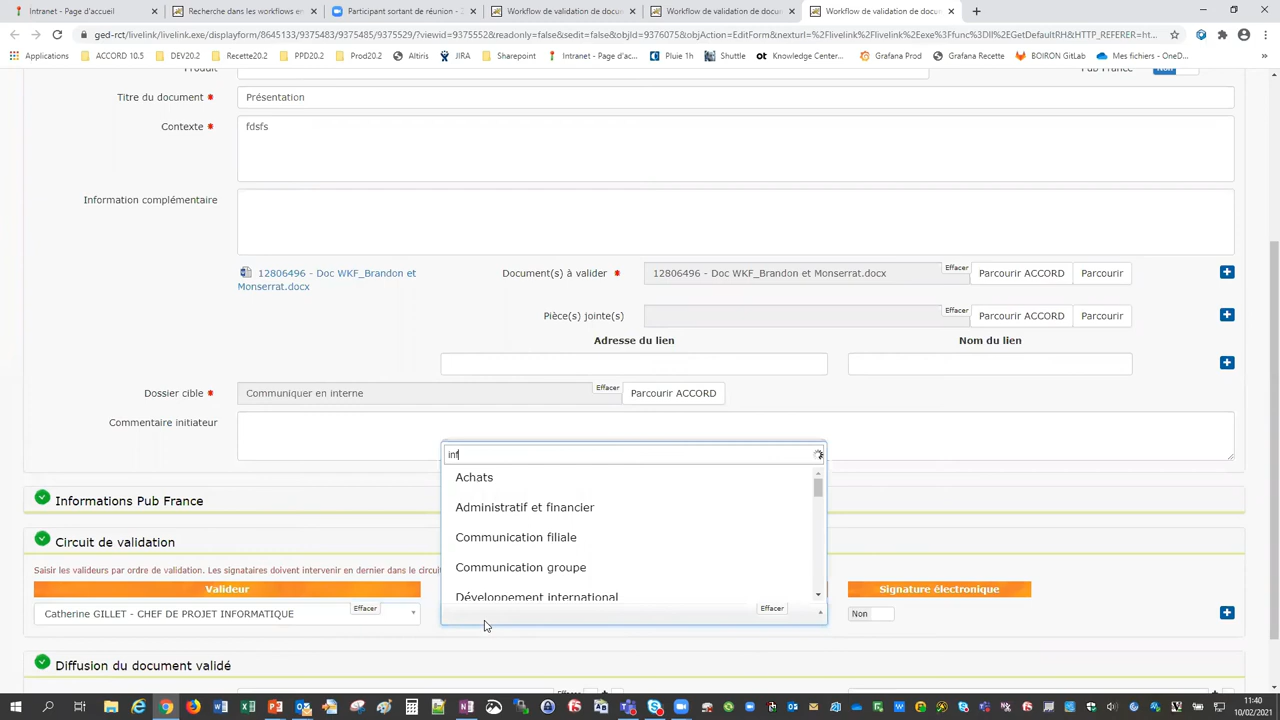 Intranet - Page d'accueil
Recherche dans les workflows en
Participant sortant de réunion - Z
Workflow de validation de docum
Workflow de validation de docum
Workflow de validation de docum
ged-rct/livelink/livelink.exe/displayform/8645133/9375483/9375485/9375529/?viewid=9375552&readonly=false&sedit=false&objId=9376075&objAction=EditForm&nexturl=%2Flivelink%2Flivelink%2Eexe%3Ffunc%3Dll%2EGetDefaultRH&HTTP_REFERER=ht...
Applications
ACCORD 10.5
DEV20.2
Recette20.2
PPD20.2
Prod20.2
Altiris
JIRA
Sharepoint
Intranet - Page d'a...
Pluie 1h
Shuttle
ot Knowledge Center...
Grafana Prod
Grafana Recette
BOIRON GitLab
Mes fichiers - OneD...
»
Produit
Pub France
Non
Titre du document *
Présentation
Contexte *
fdsfs
Information complémentaire
12806496 - Doc WKF_Brandon et
Monserrat.docx
Document(s) à valider *
12806496 - Doc WKF_Brandon et Monserrat.docx
Effacer
Parcourir ACCORD
Parcourir
Pièce(s) jointe(s)
Effacer
Parcourir ACCORD
Parcourir
Adresse du lien
Nom du lien
Dossier cible *
Communiquer en interne
Effacer
Parcourir ACCORD
Commentaire initiateur
inf
Achats
Administratif et financier
Communication filiale
Communication groupe
Développement international
Informations Pub France
Circuit de validation
Saisir les valideurs par ordre de validation. Les signataires doivent intervenir en dernier dans le circuit
Valideur
Signature électronique
Catherine GILLET - CHEF DE PROJET INFORMATIQUE
Effacer
Effacer
Non
Diffusion du document validé
Effacer
11:40
10/02/2021